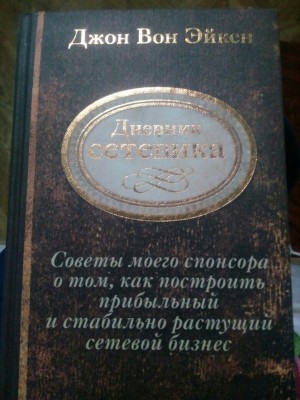 Джон Вон Эйкен
Дневник
сетевика
Советы моего спонсора
о том, как построить
прибыльный
и стабильно растущий
сетевой бизнес